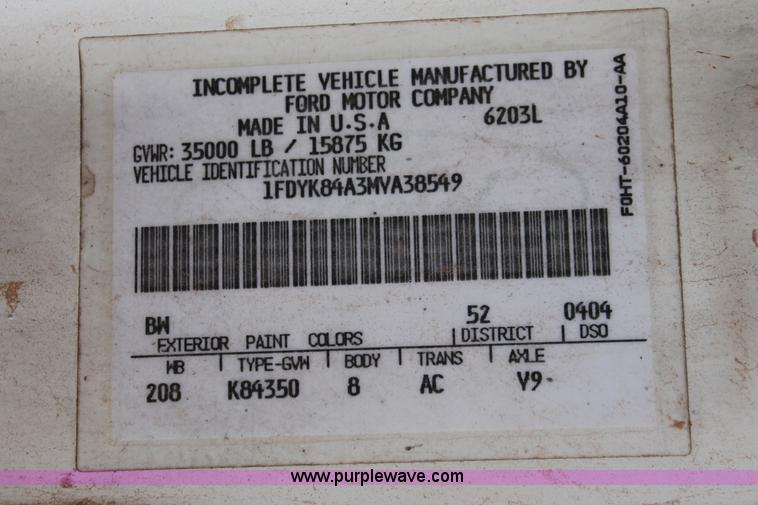 INCOMPLETE VEHICLE MANUFACTURED BY
FORD MOTOR COMPANY
MADE IN U.S.A 6203L
GVWR: 35000 LB / 15875 KG
VEHICLE IDENTIFICATION NUMBER
1FDYK84A3MVA38549
F0HT-60204A10-AA
BW 52 0404
EXTERIOR PAINT COLORS DISTRICT DSO
WB TYPE-GVW BODY TRANS AXLE
208 K84350 8 AC Y9
www.purplewave.com